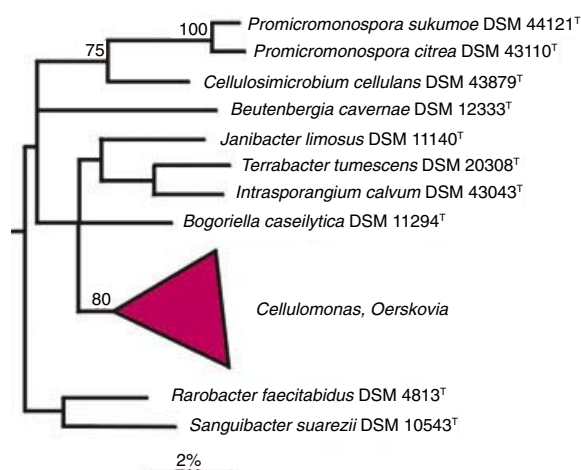 100
Promicromonospora sukumoe DSM 44121ᵀ
75
Promicromonospora citrea DSM 43110ᵀ
Cellulosimicrobium cellulans DSM 43879ᵀ
Beutenbergia cavernae DSM 12333ᵀ
Janibacter limosus DSM 11140ᵀ
Terrabacter tumescens DSM 20308ᵀ
Intrasporangium calvum DSM 43043ᵀ
Bogoriella caseilytica DSM 11294ᵀ
80
Cellulomonas, Oerskovia
Rarobacter faecitabidus DSM 4813ᵀ
Sanguibacter suarezii DSM 10543ᵀ
2%